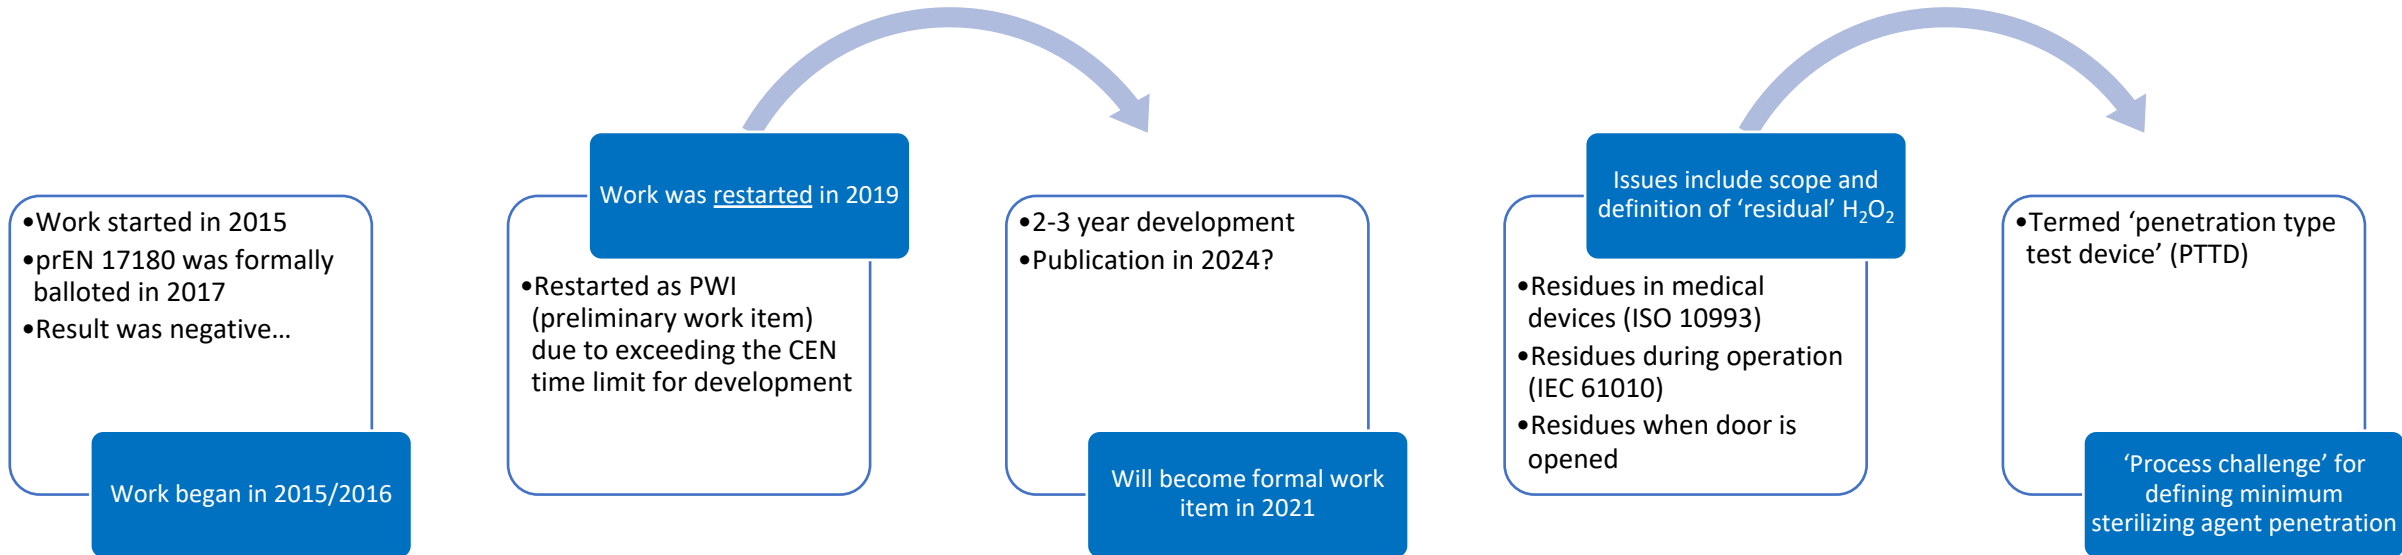 •Work started in 2015
•prEN 17180 was formally
balloted in 2017
•Result was negative...
Work began in 2015/2016
Work was restarted in 2019
•Restarted as PWI
(preliminary work item)
due to exceeding the CEN
time limit for development
•2-3 year development
•Publication in 2024?
Will become formal work
item in 2021
Issues include scope and
definition of ‘residual’ H₂O₂
•Residues in medical
devices (ISO 10993)
•Residues during operation
(IEC 61010)
•Residues when door is
opened
•Termed ‘penetration type
test device’ (PTTD)
‘Process challenge’ for
defining minimum
sterilizing agent penetration